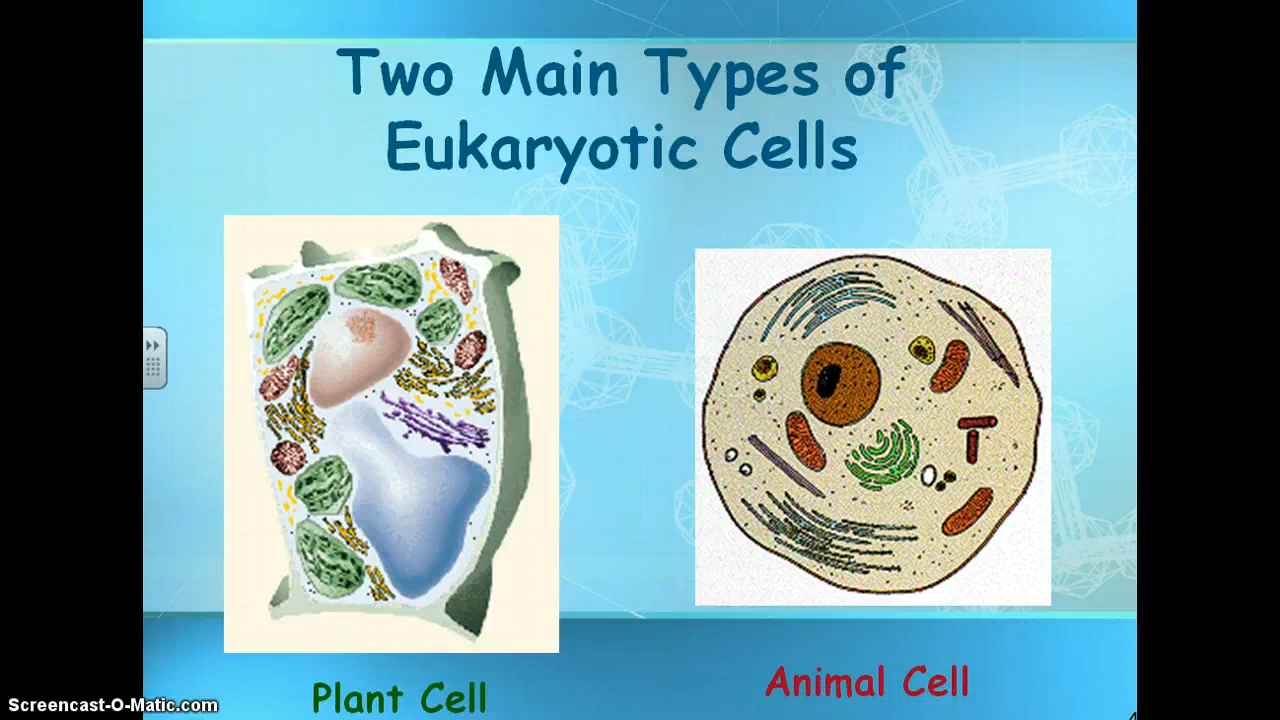 Two Main Types of
Eukaryotic Cells
Plant Cell
Animal Cell
Screencast-O-Matic.com